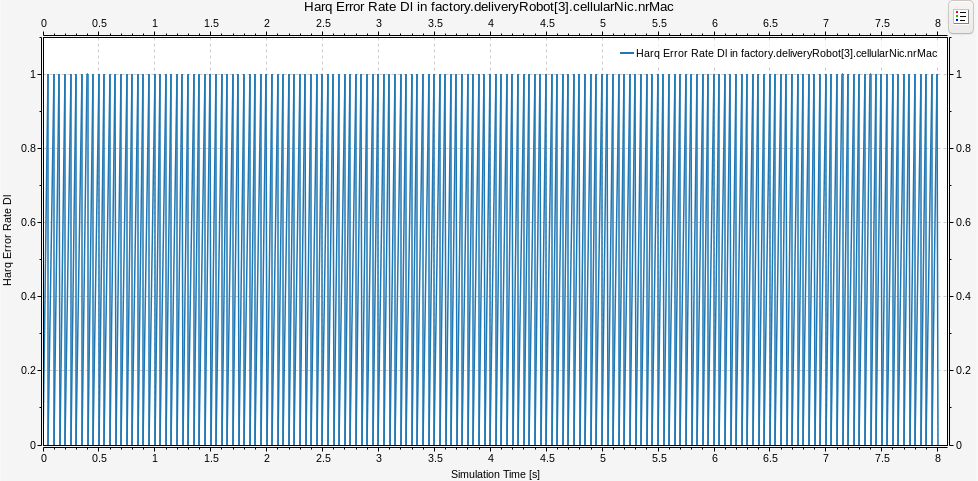 Harq Error Rate Dl in factory.deliveryRobot[3].cellularNic.nrMac
0 0.5 1 1.5 2 2.5 3 3.5 4 4.5 5 5.5 6 6.5 7 7.5 8
Harq Error Rate Dl in factory.deliveryRobot[3].cellularNic.nrMac
1 1
0.8 0.8
0.6 0.6
Harq Error Rate Dl
0.4 0.4
0.2 0.2
0 0
0 0.5 1 1.5 2 2.5 3 3.5 4 4.5 5 5.5 6 6.5 7 7.5 8
Simulation Time [s]